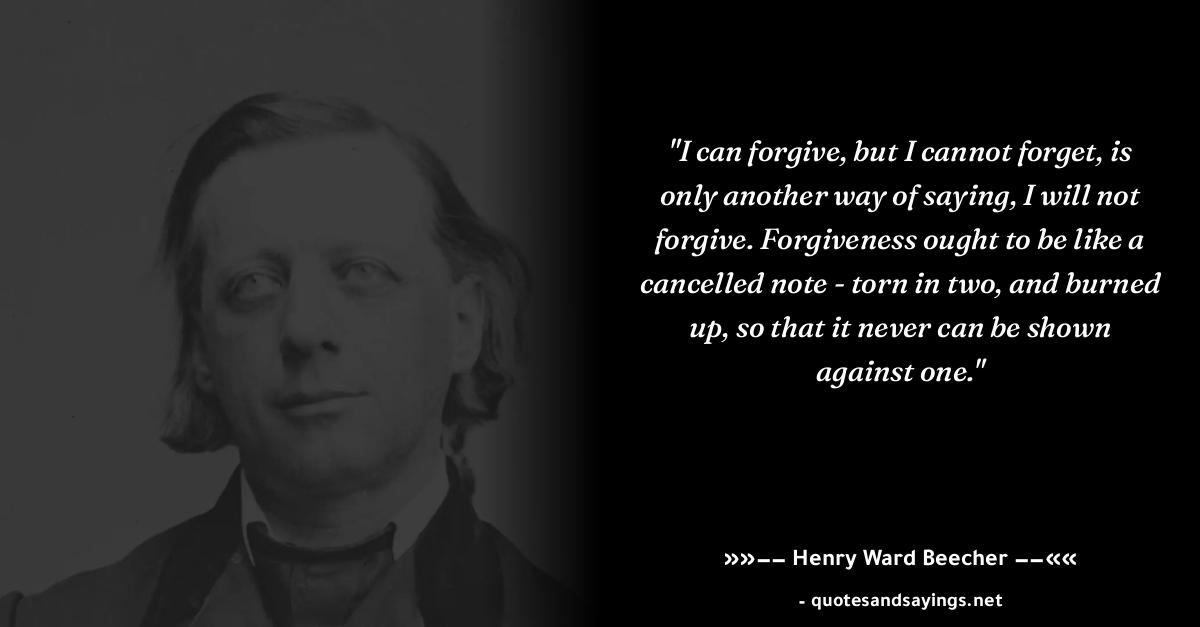 "I can forgive, but I cannot forget, is
only another way of saying, I will not
forgive. Forgiveness ought to be like a
cancelled note - torn in two, and burned
up, so that it never can be shown
against one."
»»−− Henry Ward Beecher −−««
- quotesandsayings.net